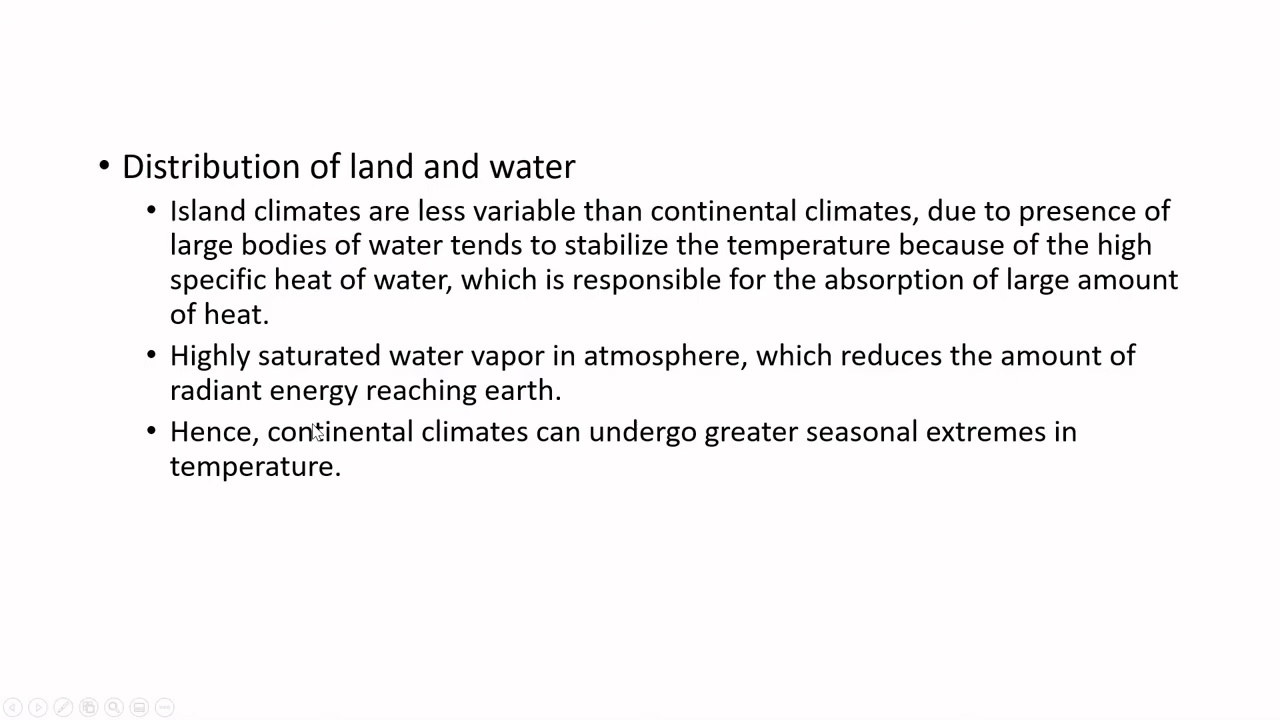 • Distribution of land and water
• Island climates are less variable than continental climates, due to presence of
large bodies of water tends to stabilize the temperature because of the high
specific heat of water, which is responsible for the absorption of large amount
of heat.
• Highly saturated water vapor in atmosphere, which reduces the amount of
radiant energy reaching earth.
• Hence, continental climates can undergo greater seasonal extremes in
temperature.